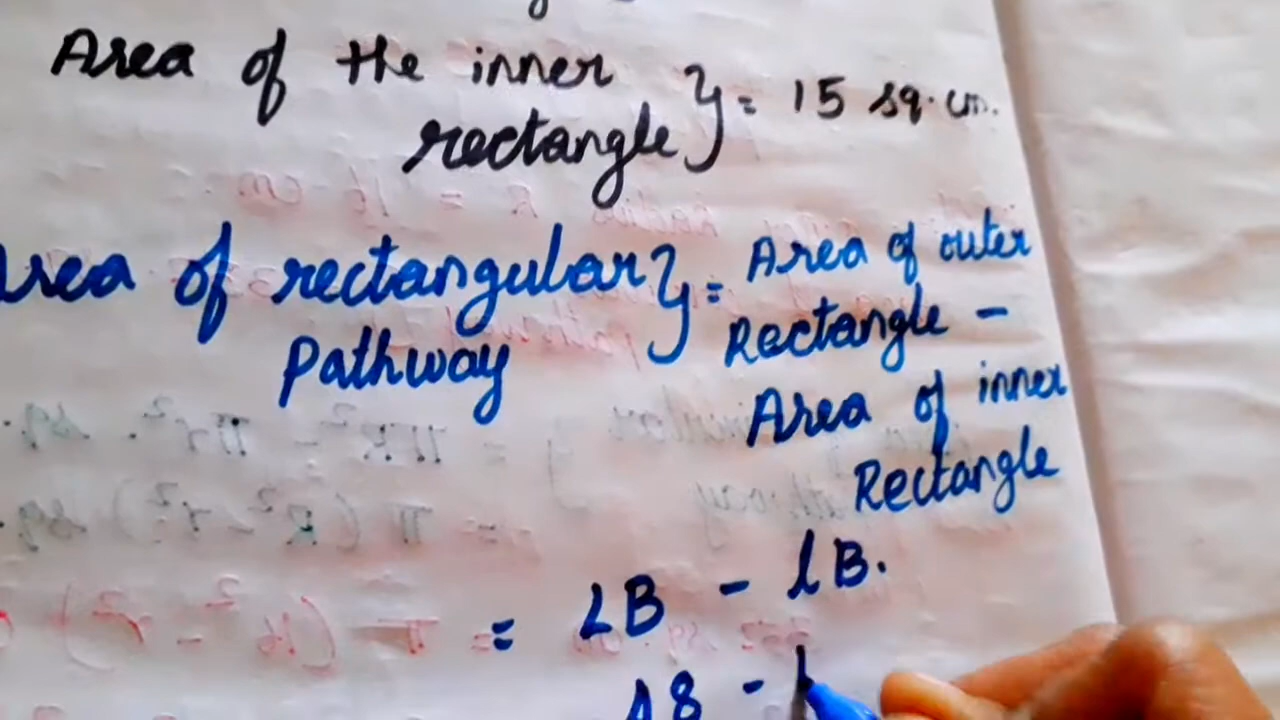 Area of the inner
rectangle } = 15 sq. cm.
Area of rectangular } = Area of outer
Pathway Rectangle -
Area of inner
Rectangle
= LB - lB.
48 -